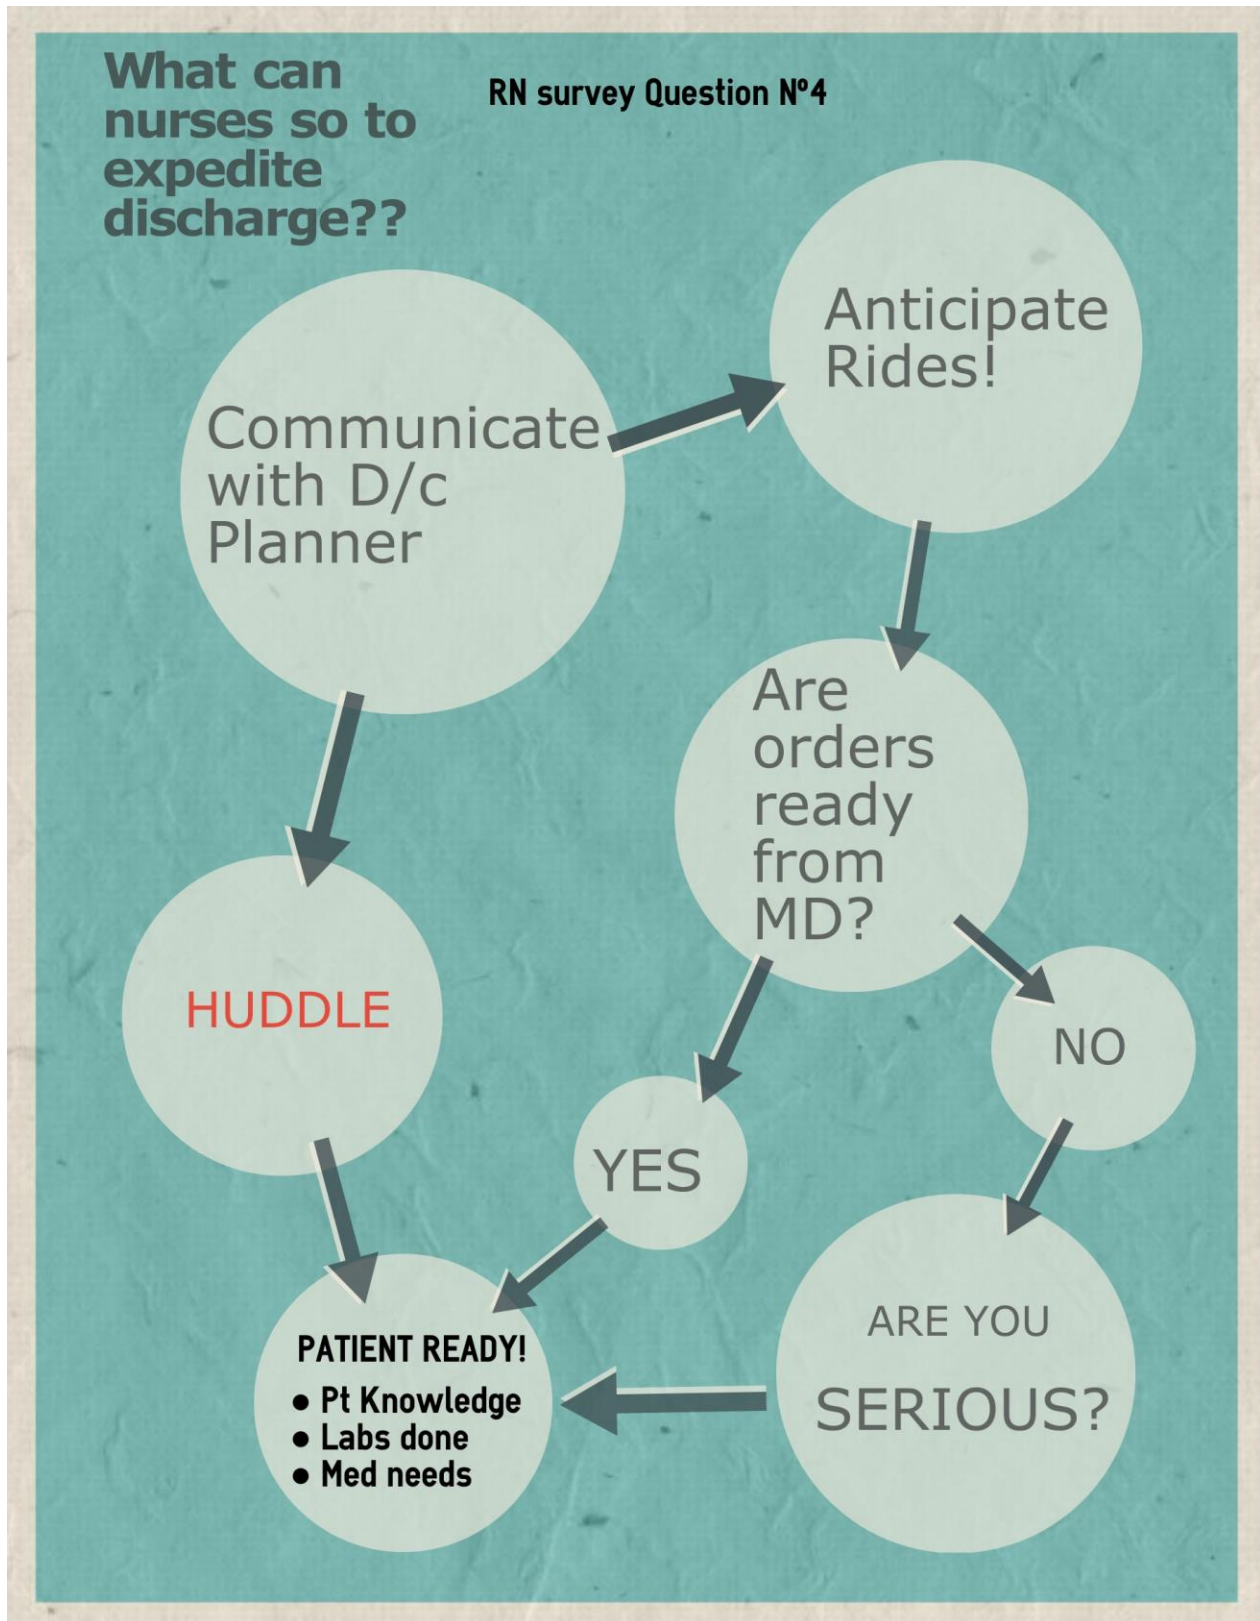 What can
nurses so to
expedite
discharge??
RN survey Question Nº4
Anticipate
Rides!
Communicate
with D/c
Planner
Are
orders
ready
from
MD?
HUDDLE
NO
YES
ARE YOU
SERIOUS?
PATIENT READY!
● Pt Knowledge
● Labs done
● Med needs